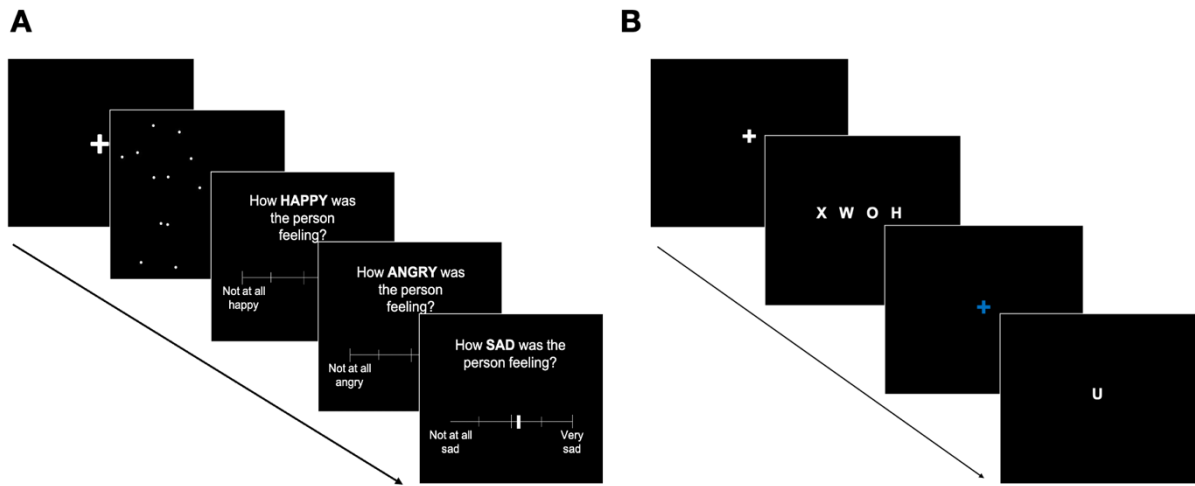 A
How HAPPY was
the person
feeling?
Not at all
happy
How ANGRY was
the person
feeling?
Not at all
angry
How SAD was the
person feeling?
Not at all
sad
Very
sad
B
X W O H
U